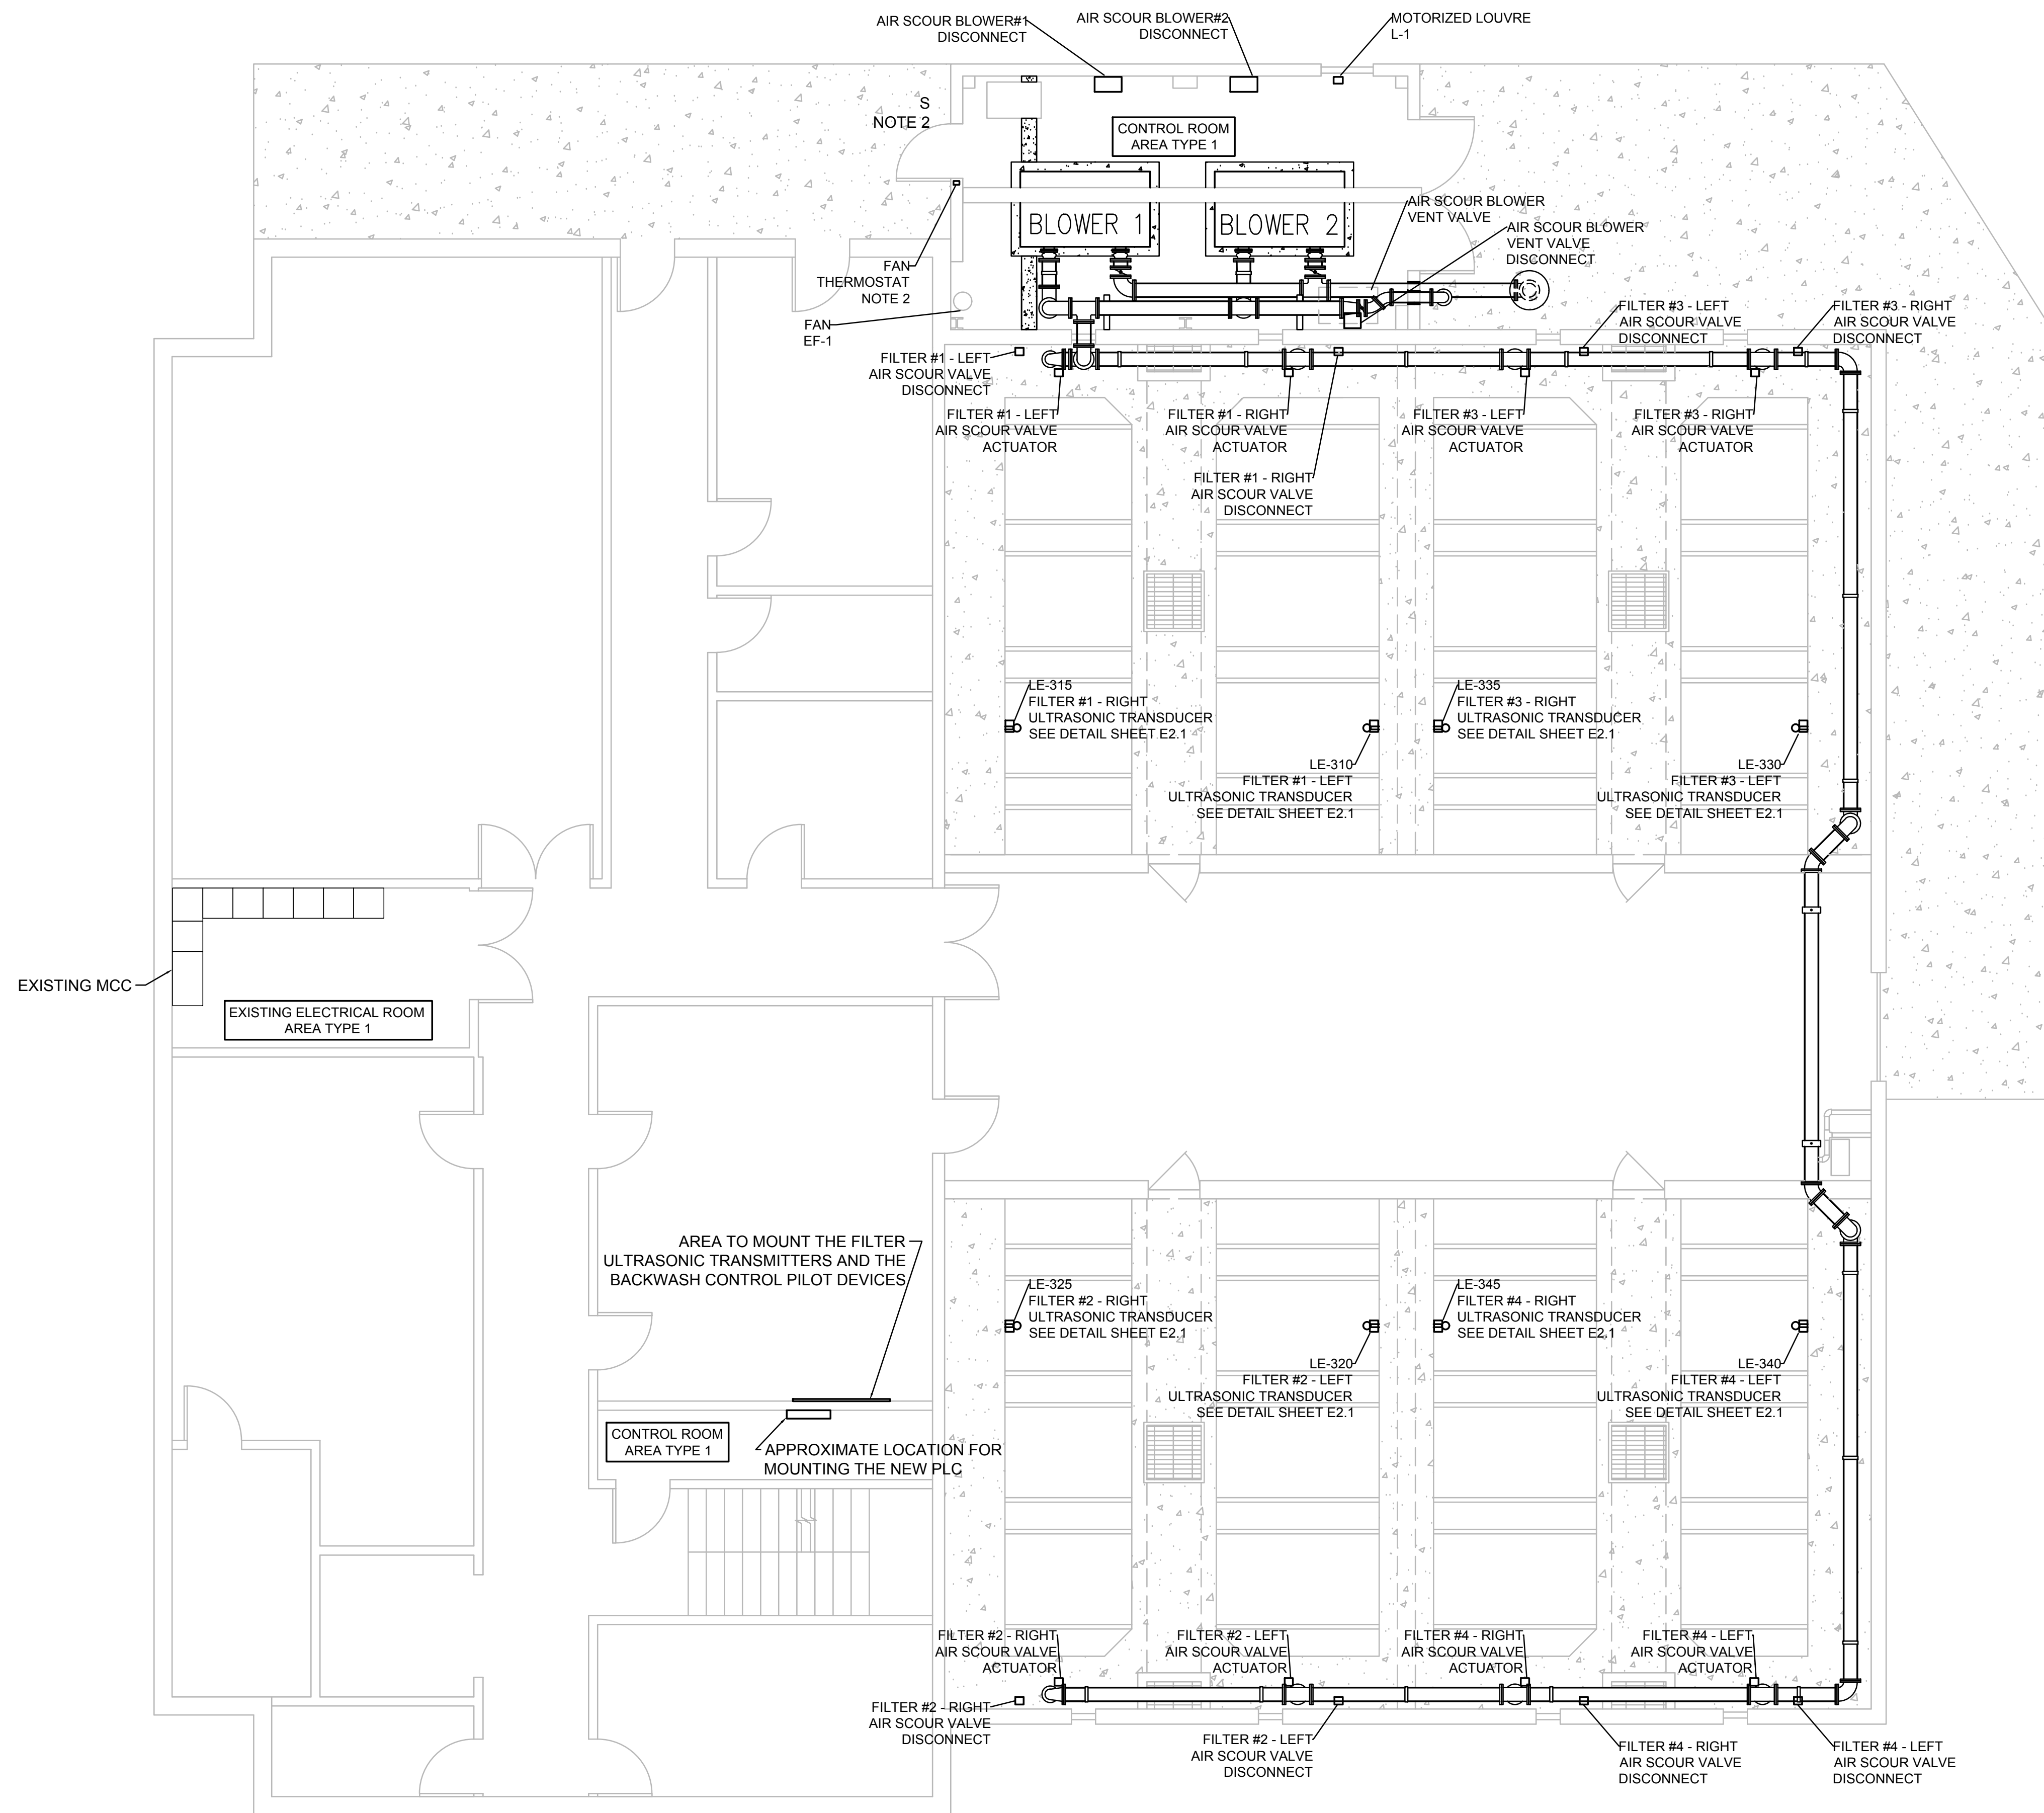 AIR SCOUR BLOWER#1
DISCONNECT
AIR SCOUR BLOWER#2
DISCONNECT
MOTORIZED LOUVRE
L-1
S
NOTE 2
CONTROL ROOM
AREA TYPE 1
BLOWER 1
BLOWER 2
AIR SCOUR BLOWER
VENT VALVE
AIR SCOUR BLOWER
VENT VALVE
DISCONNECT
FAN
THERMOSTAT
NOTE 2
FAN
EF-1
FILTER #3 - LEFT
AIR SCOUR VALVE
DISCONNECT
FILTER #3 - RIGHT
AIR SCOUR VALVE
DISCONNECT
FILTER #1 - LEFT
AIR SCOUR VALVE
DISCONNECT
FILTER #1 - LEFT
AIR SCOUR VALVE
ACTUATOR
FILTER #1 - RIGHT
AIR SCOUR VALVE
ACTUATOR
FILTER #3 - LEFT
AIR SCOUR VALVE
ACTUATOR
FILTER #3 - RIGHT
AIR SCOUR VALVE
ACTUATOR
FILTER #1 - RIGHT
AIR SCOUR VALVE
DISCONNECT
LE-315
FILTER #1 - RIGHT
ULTRASONIC TRANSDUCER
SEE DETAIL SHEET E2.1
LE-335
FILTER #3 - RIGHT
ULTRASONIC TRANSDUCER
SEE DETAIL SHEET E2.1
LE-310
FILTER #1 - LEFT
ULTRASONIC TRANSDUCER
SEE DETAIL SHEET E2.1
LE-330
FILTER #3 - LEFT
ULTRASONIC TRANSDUCER
SEE DETAIL SHEET E2.1
EXISTING MCC
EXISTING ELECTRICAL ROOM
AREA TYPE 1
AREA TO MOUNT THE FILTER
ULTRASONIC TRANSMITTERS AND THE
BACKWASH CONTROL PILOT DEVICES
LE-325
FILTER #2 - RIGHT
ULTRASONIC TRANSDUCER
SEE DETAIL SHEET E2.1
LE-345
FILTER #4 - RIGHT
ULTRASONIC TRANSDUCER
SEE DETAIL SHEET E2.1
LE-320
FILTER #2 - LEFT
ULTRASONIC TRANSDUCER
SEE DETAIL SHEET E2.1
LE-340
FILTER #4 - LEFT
ULTRASONIC TRANSDUCER
SEE DETAIL SHEET E2.1
CONTROL ROOM
AREA TYPE 1
APPROXIMATE LOCATION FOR
MOUNTING THE NEW PLC
FILTER #2 - RIGHT
AIR SCOUR VALVE
ACTUATOR
FILTER #2 - LEFT
AIR SCOUR VALVE
ACTUATOR
FILTER #4 - RIGHT
AIR SCOUR VALVE
ACTUATOR
FILTER #4 - LEFT
AIR SCOUR VALVE
ACTUATOR
FILTER #2 - RIGHT
AIR SCOUR VALVE
DISCONNECT
FILTER #2 - LEFT
AIR SCOUR VALVE
DISCONNECT
FILTER #4 - RIGHT
AIR SCOUR VALVE
DISCONNECT
FILTER #4 - LEFT
AIR SCOUR VALVE
DISCONNECT